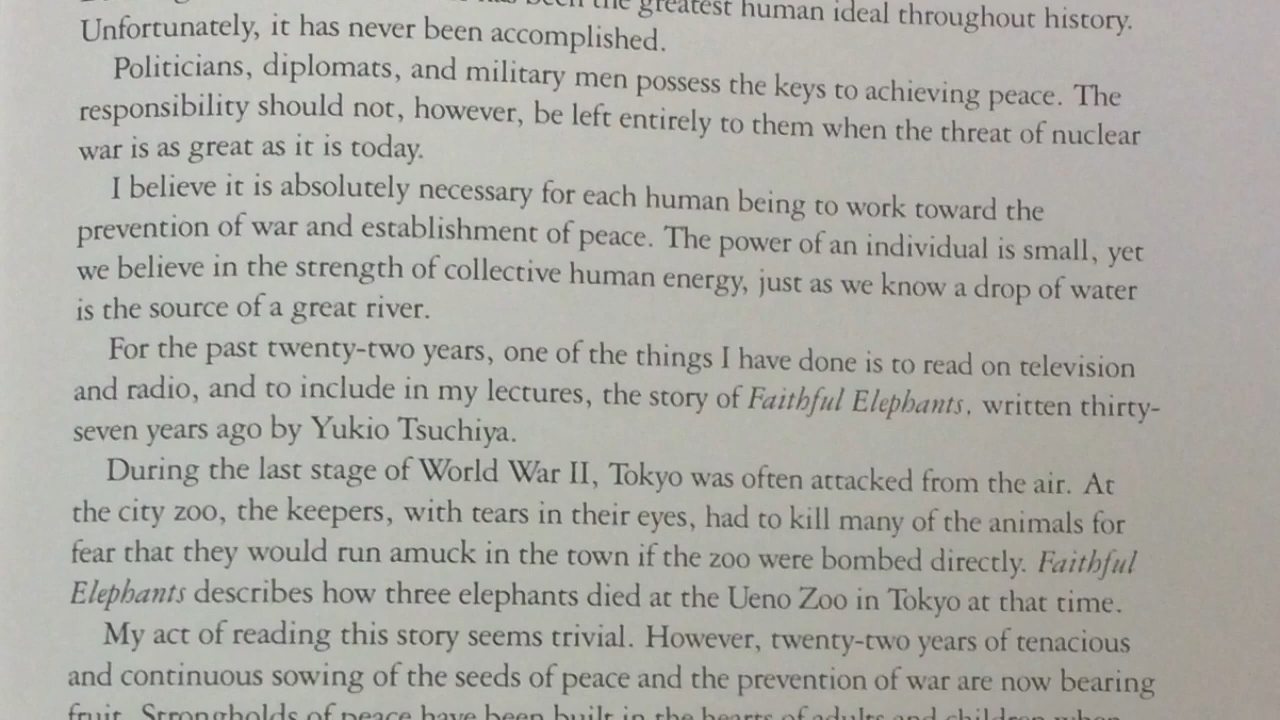 been the greatest human ideal throughout history.
Unfortunately, it has never been accomplished.
Politicians, diplomats, and military men possess the keys to achieving peace. The
responsibility should not, however, be left entirely to them when the threat of nuclear
war is as great as it is today.
I believe it is absolutely necessary for each human being to work toward the
prevention of war and establishment of peace. The power of an individual is small, yet
we believe in the strength of collective human energy, just as we know a drop of water
is the source of a great river.
For the past twenty-two years, one of the things I have done is to read on television
and radio, and to include in my lectures, the story of Faithful Elephants, written thirty-
seven years ago by Yukio Tsuchiya.
During the last stage of World War II, Tokyo was often attacked from the air. At
the city zoo, the keepers, with tears in their eyes, had to kill many of the animals for
fear that they would run amuck in the town if the zoo were bombed directly. Faithful
Elephants describes how three elephants died at the Ueno Zoo in Tokyo at that time.
My act of reading this story seems trivial. However, twenty-two years of tenacious
and continuous sowing of the seeds of peace and the prevention of war are now bearing
fruit. Strongholds of peace have been built in the hearts of adults and children when